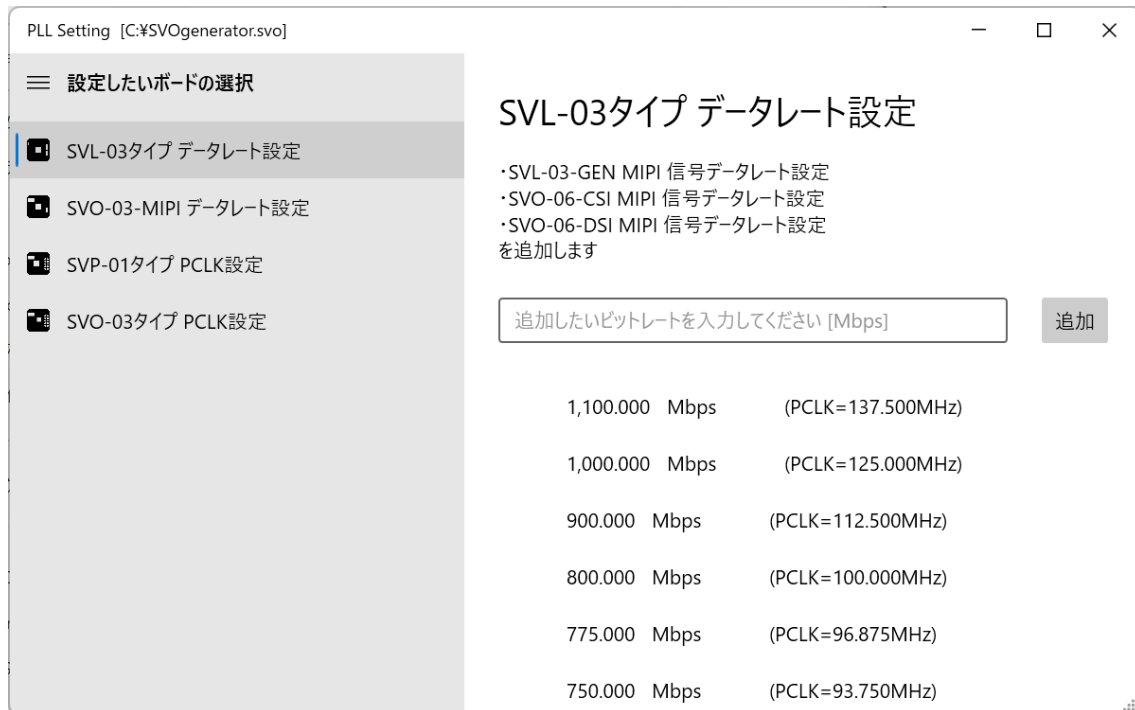 PLL Setting [C:¥SVOgenerator.svo]
設定したいボードの選択
SVL-03タイプ データレート設定
SVO-03-MIPI データレート設定
SVP-01タイプ PCLK設定
SVO-03タイプ PCLK設定
SVL-03タイプ データレート設定
・SVL-03-GEN MIPI 信号データレート設定
・SVO-06-CSI MIPI 信号データレート設定
・SVO-06-DSI MIPI 信号データレート設定
を追加します
追加したいビットレートを入力してください [Mbps]
追加
1,100.000 Mbps (PCLK=137.500MHz)
1,000.000 Mbps (PCLK=125.000MHz)
900.000 Mbps (PCLK=112.500MHz)
800.000 Mbps (PCLK=100.000MHz)
775.000 Mbps (PCLK=96.875MHz)
750.000 Mbps (PCLK=93.750MHz)